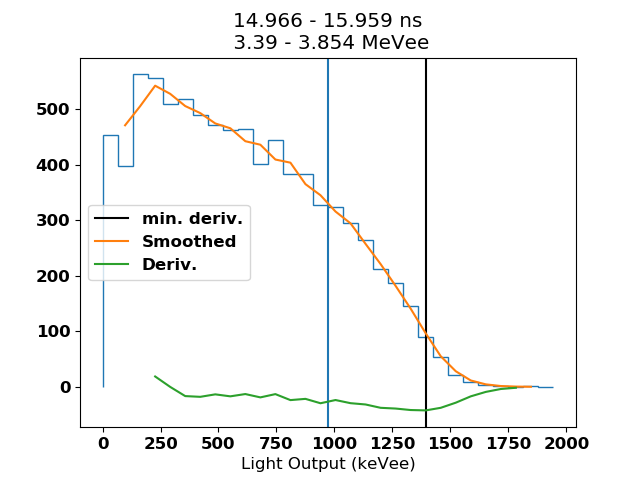 14.966 - 15.959 ns
3.39 - 3.854 MeVee
500
400
300
200
100
0
min. deriv.
Smoothed
Deriv.
0 250 500 750 1000 1250 1500 1750 2000
Light Output (keVee)